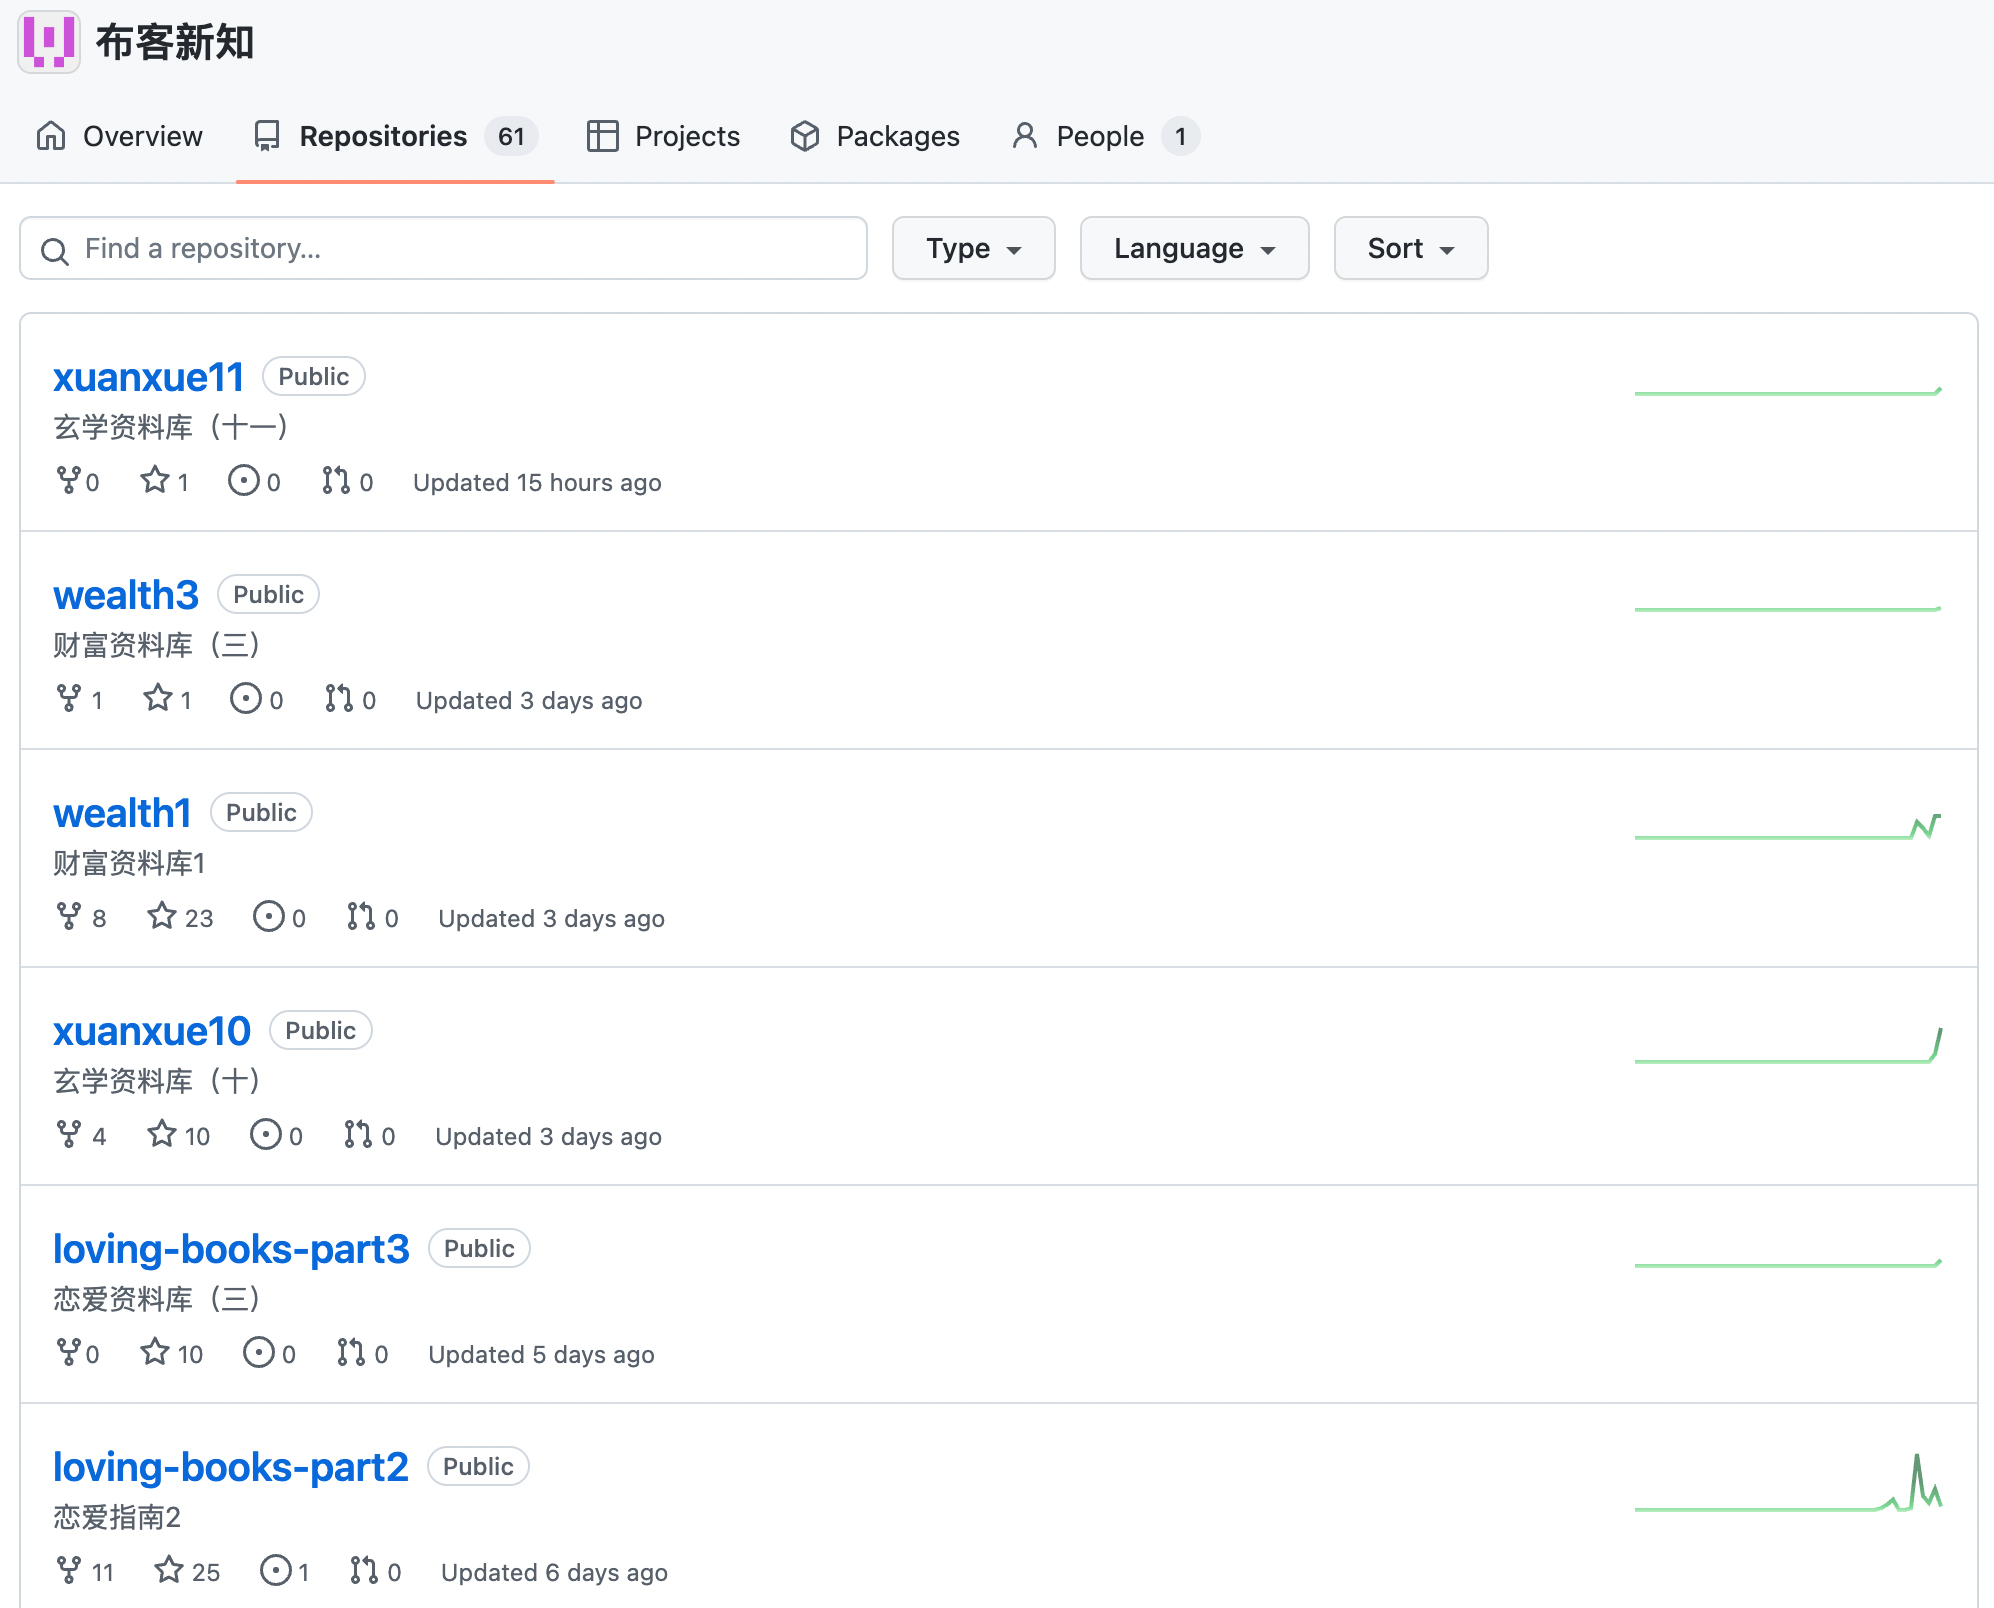 布客新知
Overview Repositories 61 Projects Packages People 1
Find a repository... Type Language Sort
xuanxue11 Public
玄学资料库（十一）
0 1 0 0 Updated 15 hours ago
wealth3 Public
财富资料库（三）
1 1 0 0 Updated 3 days ago
wealth1 Public
财富资料库1
8 23 0 0 Updated 3 days ago
xuanxue10 Public
玄学资料库（十）
4 10 0 0 Updated 3 days ago
loving-books-part3 Public
恋爱资料库（三）
0 10 0 0 Updated 5 days ago
loving-books-part2 Public
恋爱指南2
11 25 1 0 Updated 6 days ago